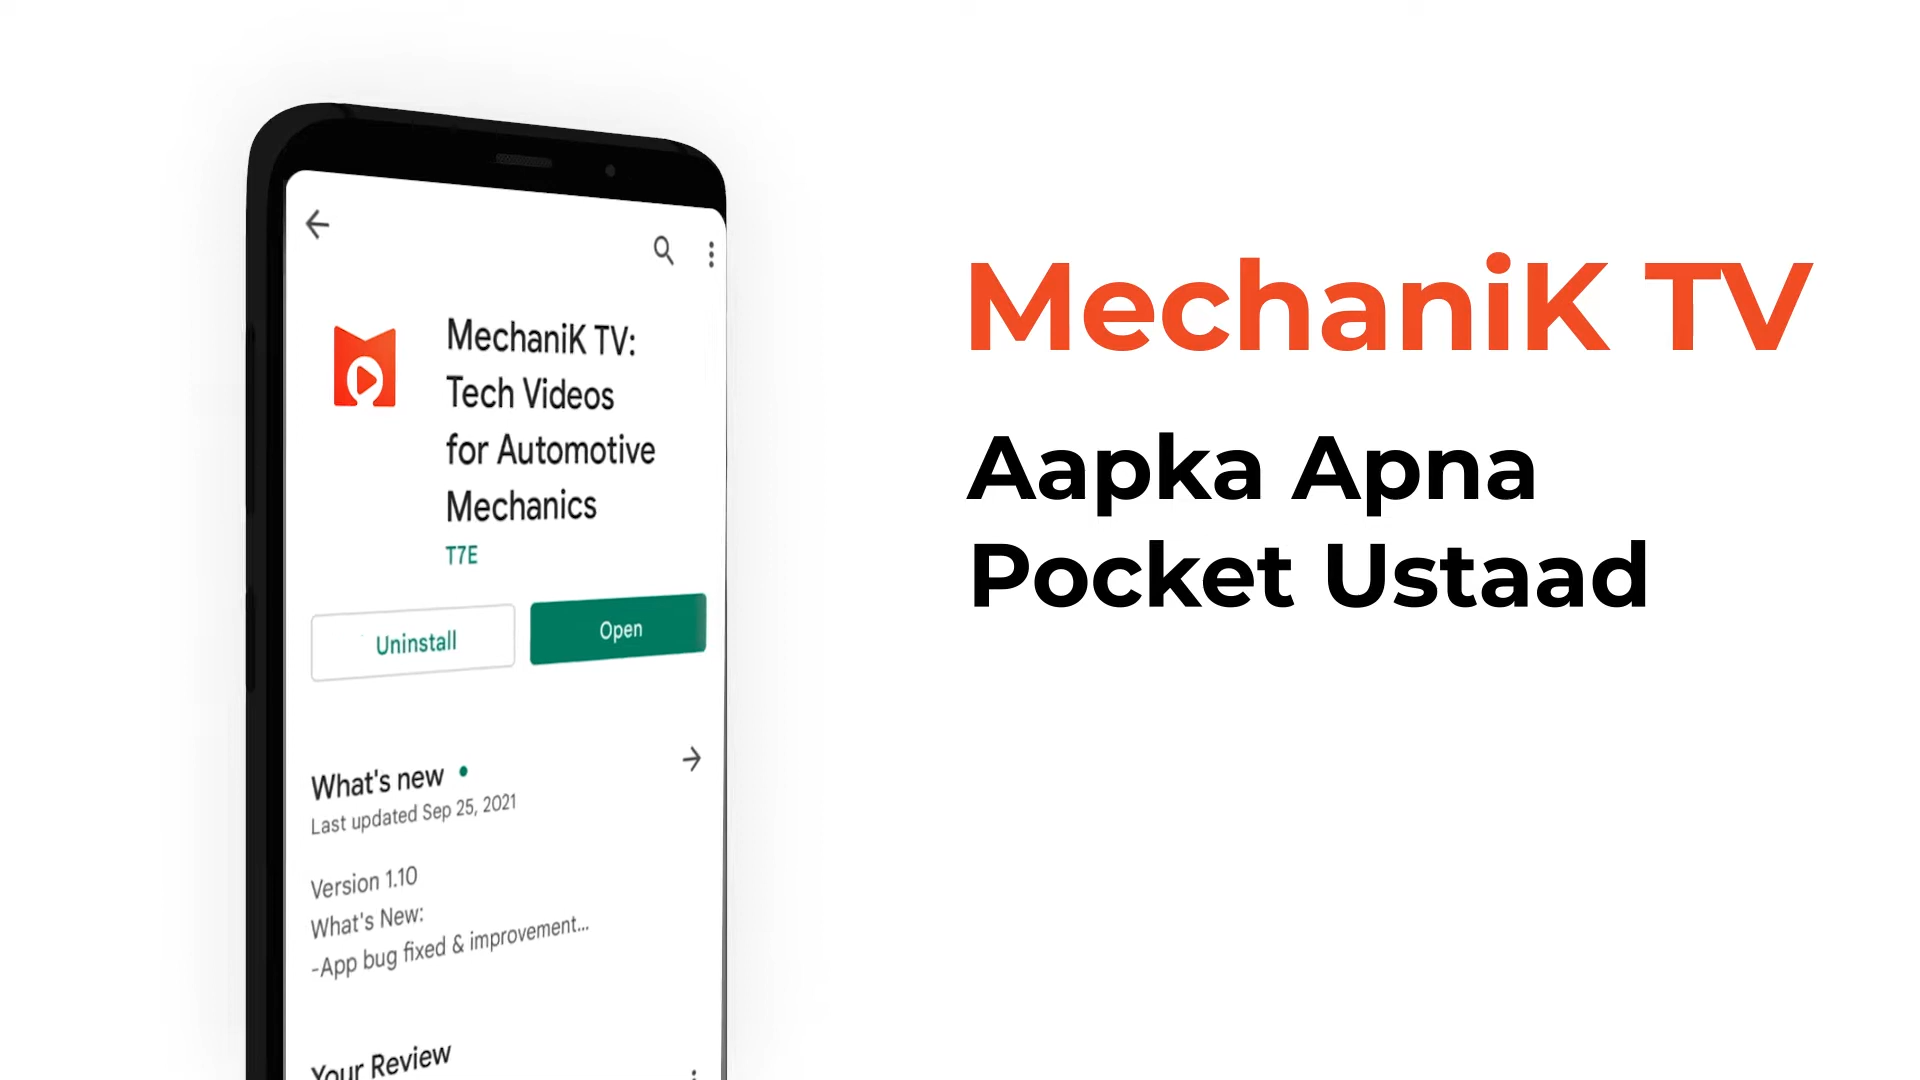 MechaniK TV:
Tech Videos
for Automotive
Mechanics
T7E
Uninstall
Open
What's new
Last updated Sep 25, 2021
Version 1.10
What's New:
-App bug fixed & improvement...
Your Review
MechaniK TV
Aapka Apna
Pocket Ustaad